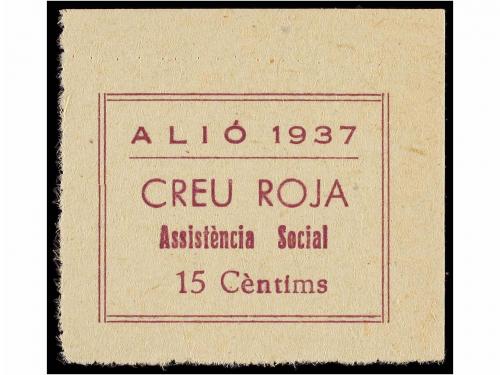 ALIÓ 1937
CREU ROJA
Assistència Social
15 Cèntims